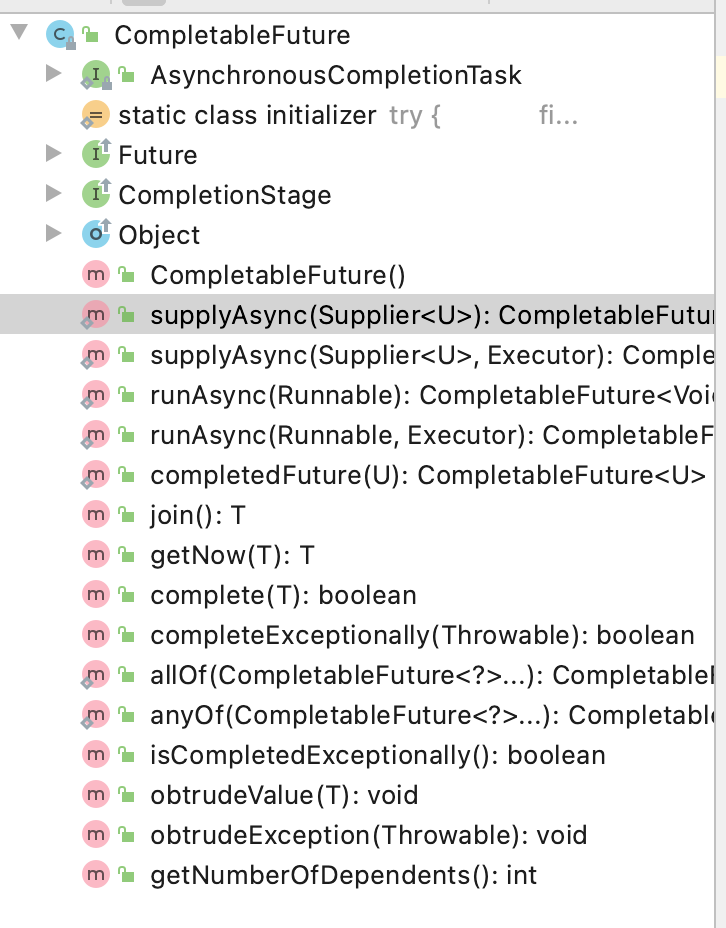 CompletableFuture
AsynchronousCompletionTask
static class initializer try { fi...
Future
CompletionStage
Object
CompletableFuture()
supplyAsync(Supplier<U>): CompletableFutur
supplyAsync(Supplier<U>, Executor): Comple
runAsync(Runnable): CompletableFuture<Voi
runAsync(Runnable, Executor): CompletableF
completedFuture(U): CompletableFuture<U>
join(): T
getNow(T): T
complete(T): boolean
completeExceptionally(Throwable): boolean
allOf(CompletableFuture<?>...): Completable
anyOf(CompletableFuture<?>...): Completabl
isCompletedExceptionally(): boolean
obtrudeValue(T): void
obtrudeException(Throwable): void
getNumberOfDependents(): int